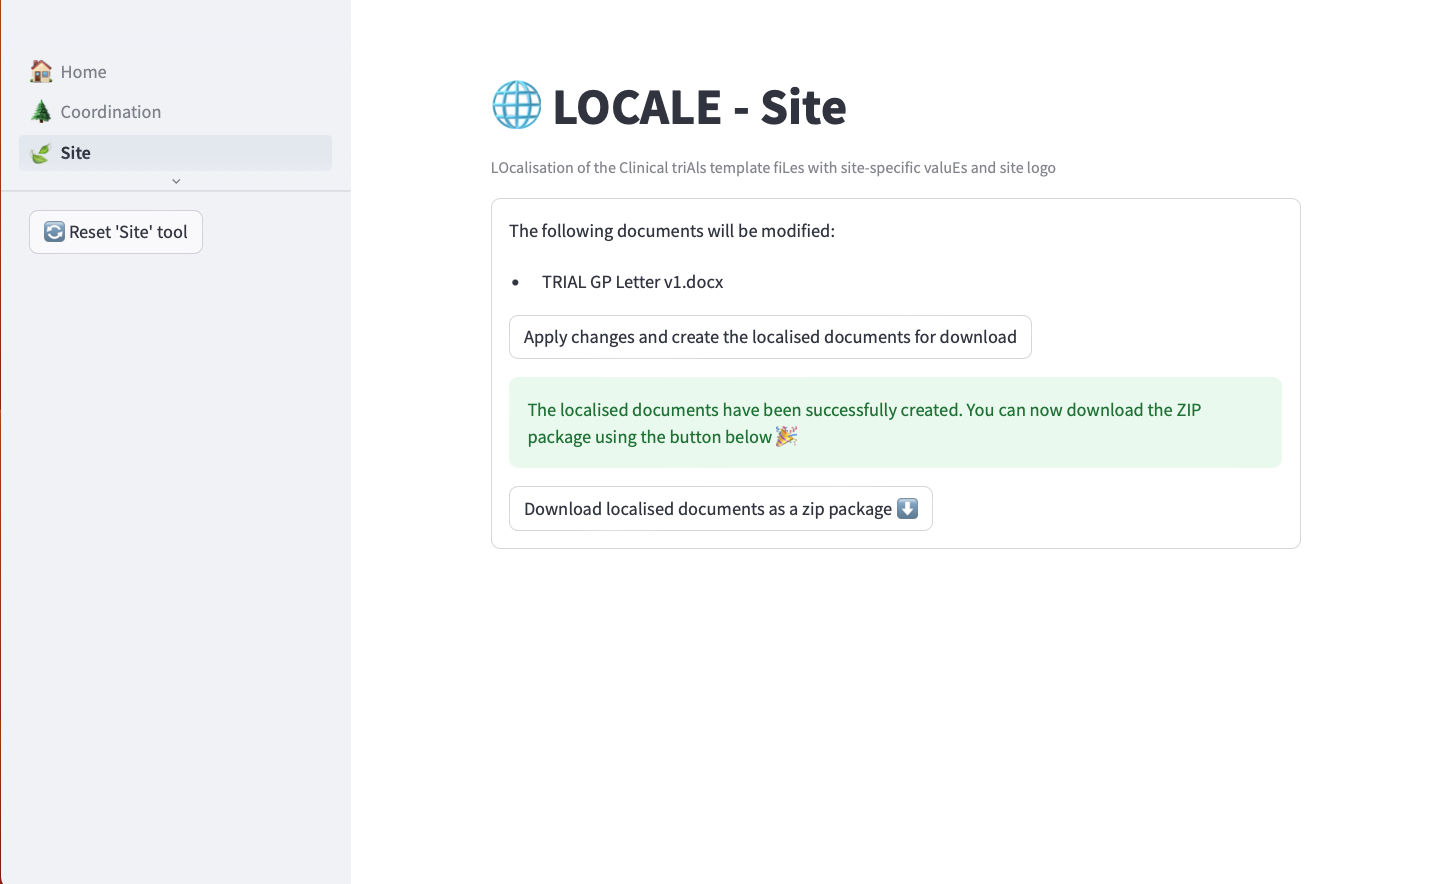 Home
Coordination
Site
Reset 'Site' tool
LOCALE - Site
LOcalisation of the Clinical triAls template fiLes with site-specific valuEs and site logo
The following documents will be modified:
• TRIAL GP Letter v1.docx
Apply changes and create the localised documents for download
The localised documents have been successfully created. You can now download the ZIP
package using the button below 🎉
Download localised documents as a zip package ⬇️